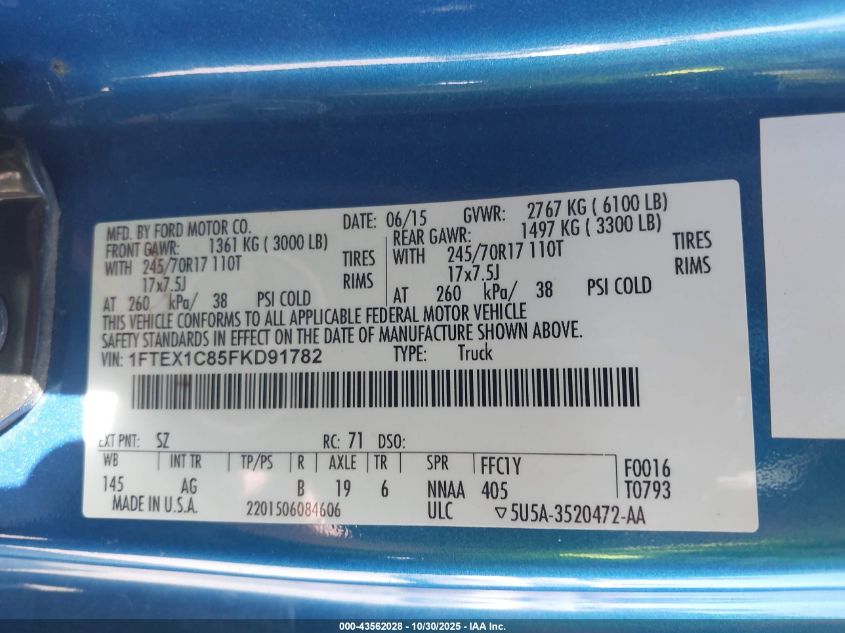 MFD. BY FORD MOTOR CO. DATE: 06/15 GVWR: 2767 KG ( 6100 LB)
FRONT GAWR: 1361 KG ( 3000 LB) REAR GAWR: 1497 KG ( 3300 LB)
WITH 245/70R17 110T TIRES WITH 245/70R17 110T TIRES
17x7.5J RIMS 17x7.5J RIMS
AT 260 kPa/ 38 PSI COLD AT 260 kPa/ 38 PSI COLD
THIS VEHICLE CONFORMS TO ALL APPLICABLE FEDERAL MOTOR VEHICLE
SAFETY STANDARDS IN EFFECT ON THE DATE OF MANUFACTURE SHOWN ABOVE.
VIN: 1FTEX1C85FKD91782 TYPE: Truck
EXT PNT: SZ RC: 71 DSO:
WB INT TR TP/PS R AXLE TR SPR FFC1Y F0016
145 AG B 19 6 NNAA 405 T0793
MADE IN U.S.A. 2201506084606 ULC ▽5U5A-3520472-AA
000-43562028 - 10/30/2025 - IAA Inc.